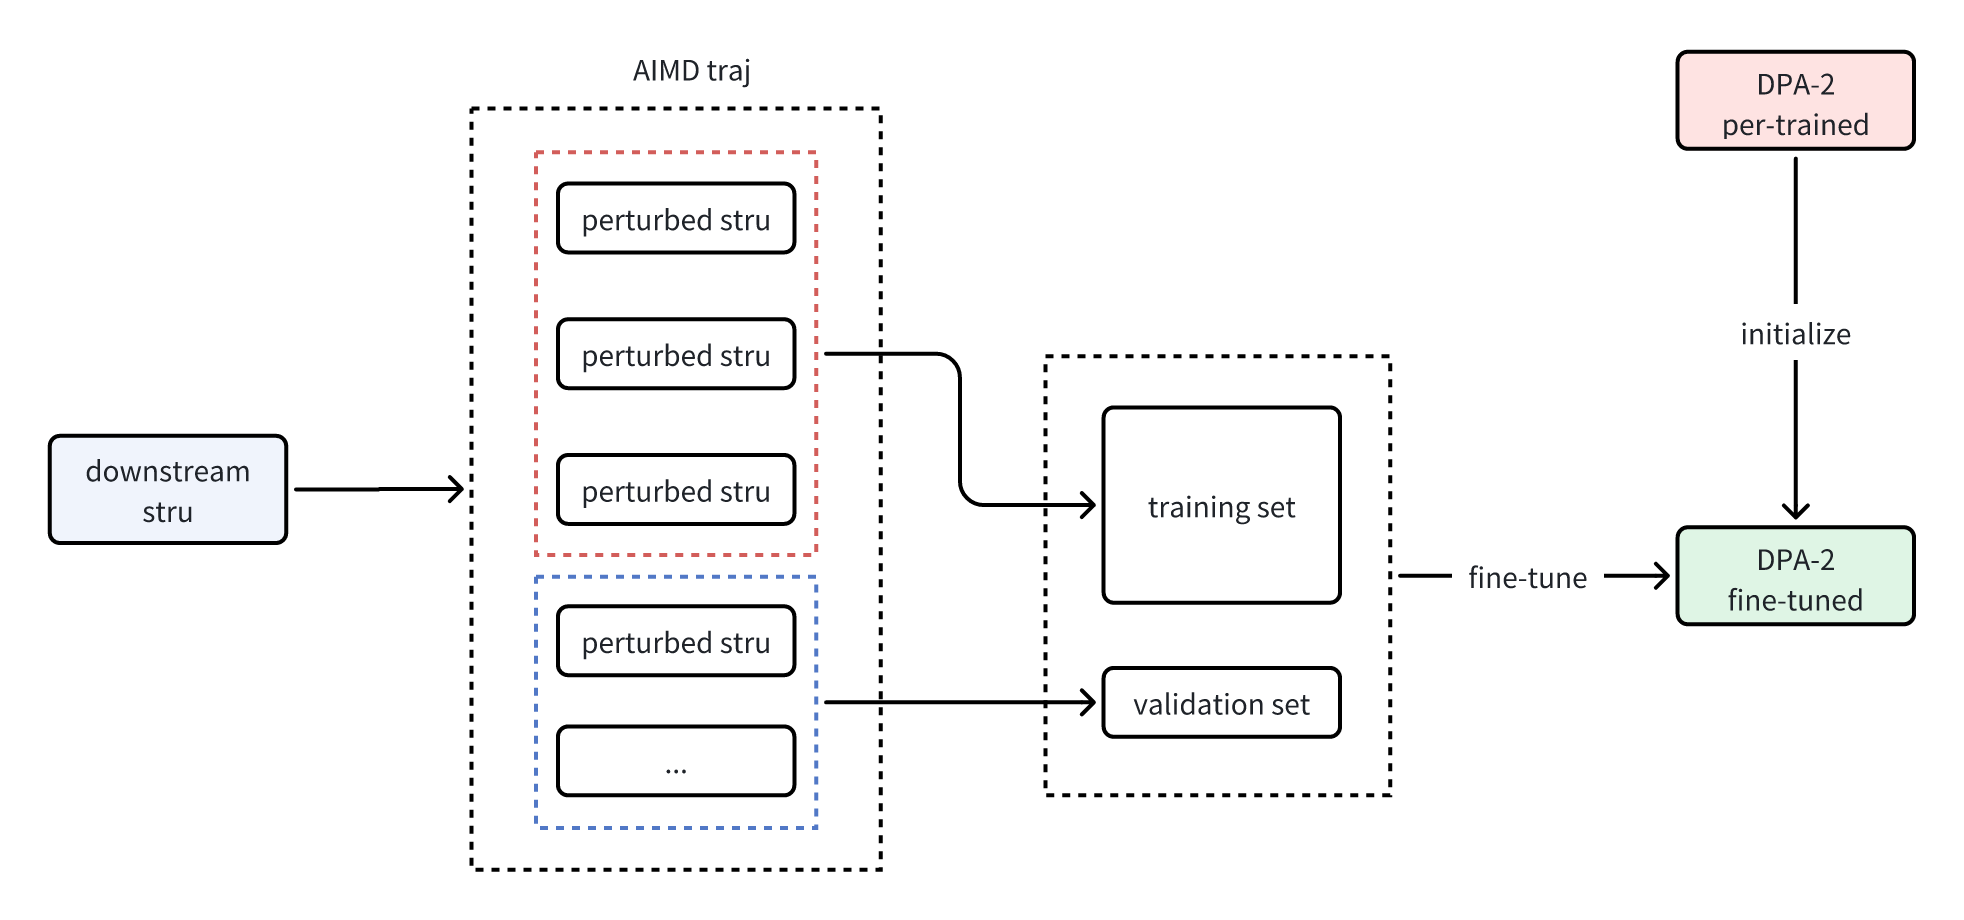 AIMD traj
DPA-2
per-trained
perturbed stru
initialize
perturbed stru
downstream
stru
perturbed stru
training set
DPA-2
fine-tuned
fine-tune
perturbed stru
validation set
...